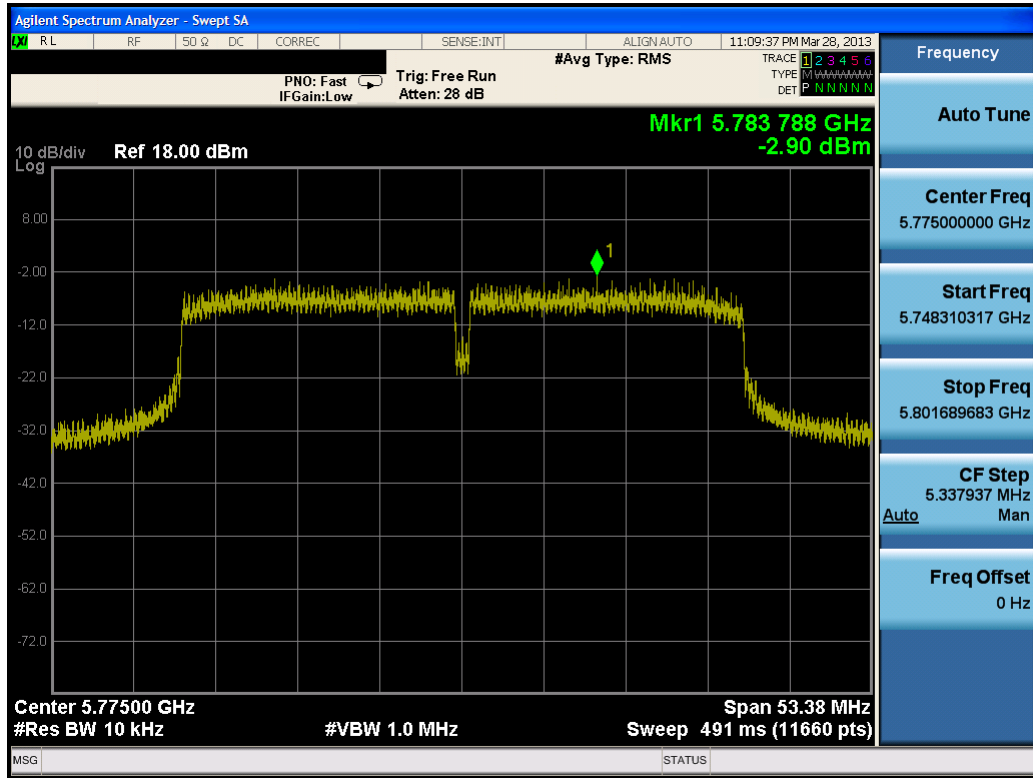 Agilent Spectrum Analyzer - Swept SA
LXI RL RF 50 Ω DC CORREC SENSE:INT ALIGN AUTO 11:09:37 PM Mar 28, 2013
Frequency
#Avg Type: RMS TRACE 1 2 3 4 5 6
PNO: Fast Trig: Free Run TYPE M
IFGain:Low Atten: 28 dB DET P N N N N N
Auto Tune
Mkr1 5.783 788 GHz
-2.90 dBm
10 dB/div Ref 18.00 dBm
Log
1
8.00
-2.00
-12.0
-22.0
-32.0
-42.0
-52.0
-62.0
-72.0
Center Freq
5.775000000 GHz
Start Freq
5.748310317 GHz
Stop Freq
5.801689683 GHz
CF Step
5.337937 MHz
Auto Man
Freq Offset
0 Hz
Center 5.77500 GHz Span 53.38 MHz
#Res BW 10 kHz #VBW 1.0 MHz Sweep 491 ms (11660 pts)
MSG STATUS